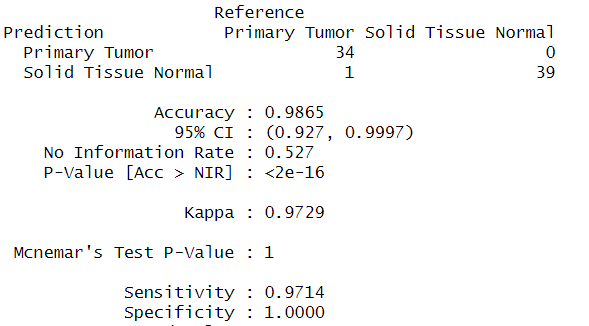 Reference
Prediction Primary Tumor Solid Tissue Normal
Primary Tumor 34 0
Solid Tissue Normal 1 39
Accuracy : 0.9865
95% CI : (0.927, 0.9997)
No Information Rate : 0.527
P-Value [Acc > NIR] : <2e-16
Kappa : 0.9729
Mcnemar's Test P-Value : 1
Sensitivity : 0.9714
Specificity : 1.0000